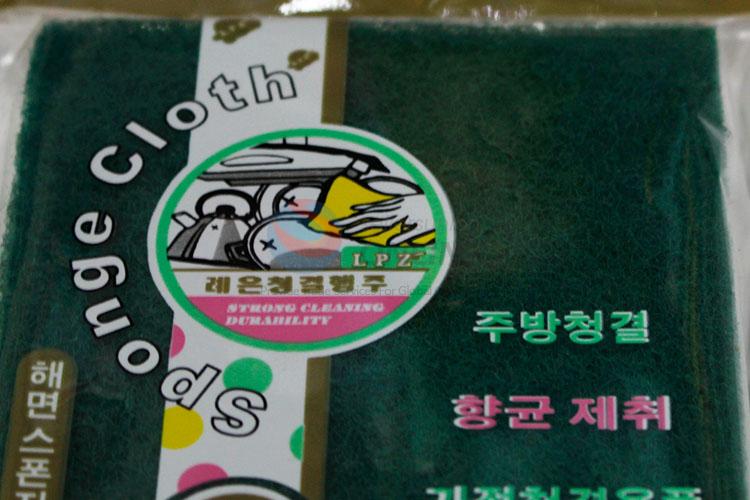 Sponge Cloth
LPZ
레은청결행주
STRONG CLEANING
DURABILITY
주방청결
향균 제취
해면스폰지